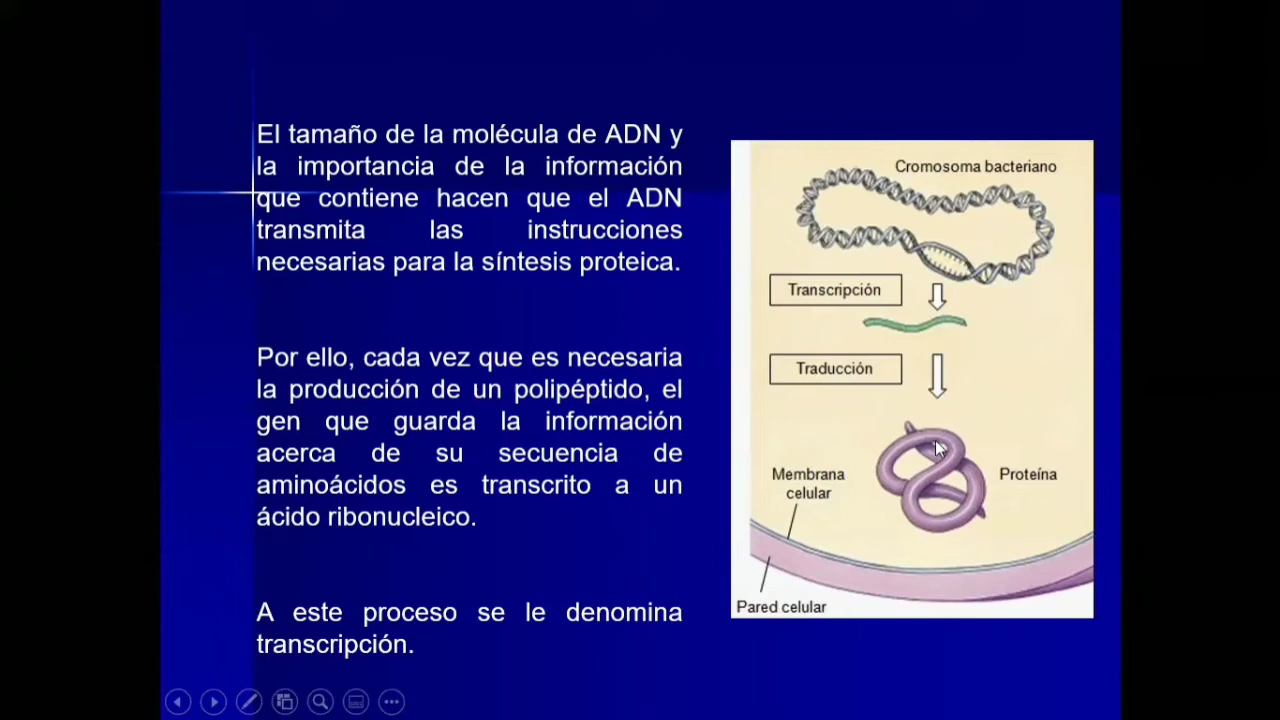 El tamaño de la molécula de ADN y
la importancia de la información
que contiene hacen que el ADN
transmita las instrucciones
necesarias para la síntesis proteica.
Por ello, cada vez que es necesaria
la producción de un polipéptido, el
gen que guarda la información
acerca de su secuencia de
aminoácidos es transcrito a un
ácido ribonucleico.
A este proceso se le denomina
transcripción.
Cromosoma bacteriano
Transcripción
Traducción
Proteína
Membrana
celular
Pared celular